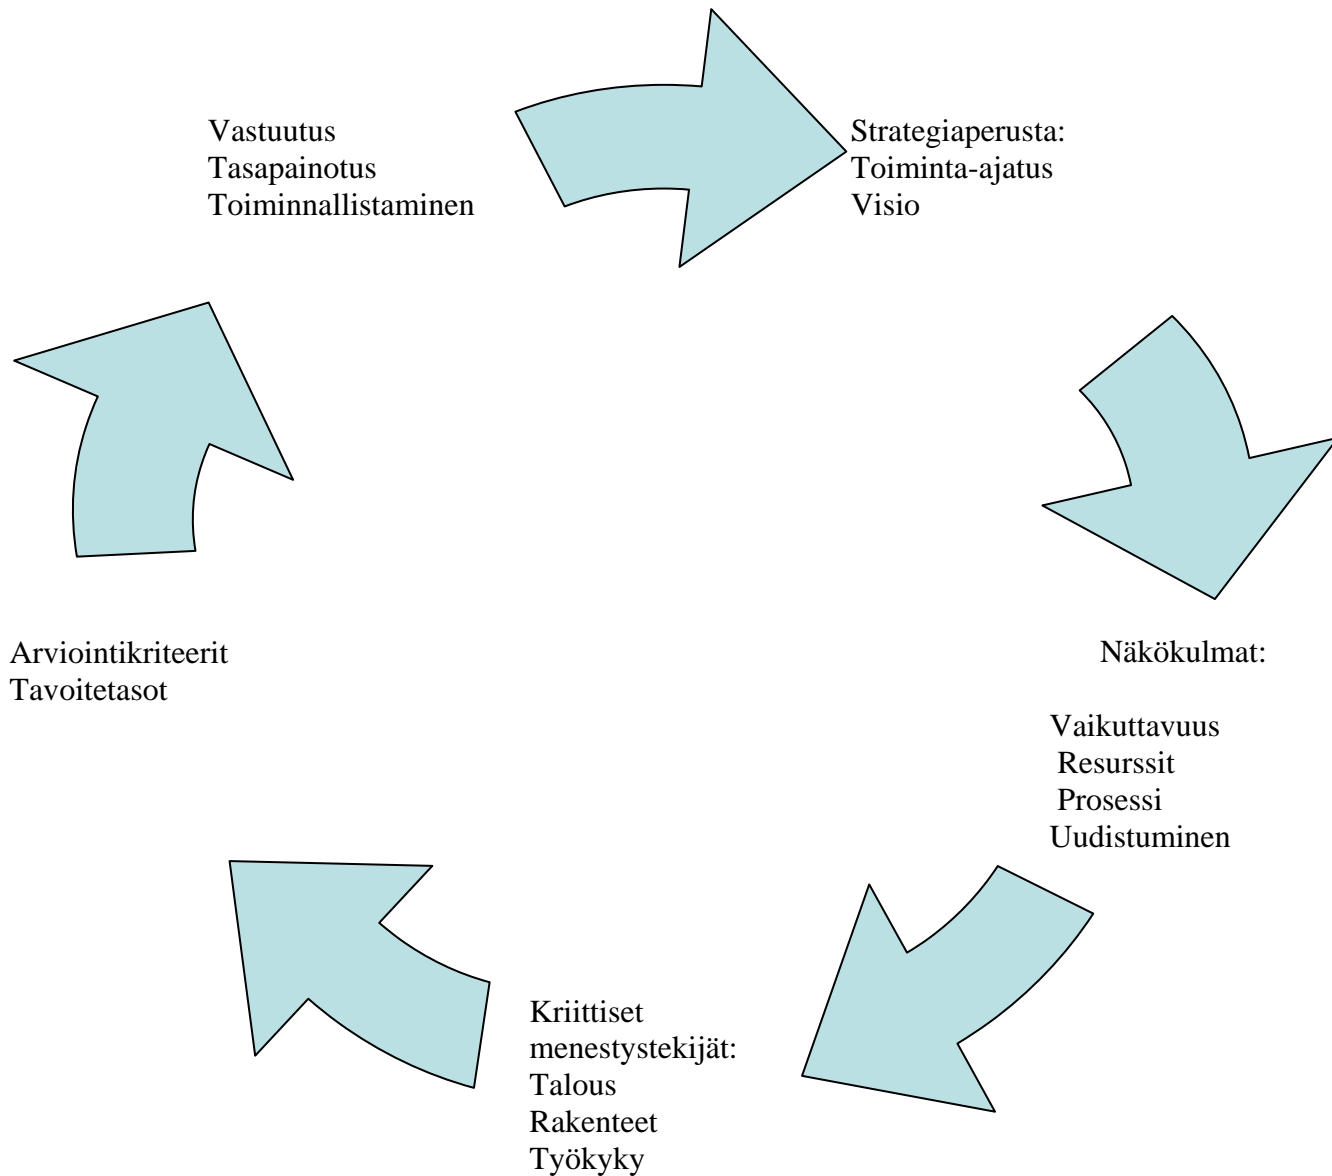 Vastuutus
Tasapainotus
Toiminnallistaminen
Strategiaperusta:
Toiminta-ajatus
Visio
Näkökulmat:
Vaikuttavuus
Resurssit
Prosessi
Uudistuminen
Kriittiset
menestystekijät:
Talous
Rakenteet
Työkyky
Arviointikriteerit
Tavoitetasot